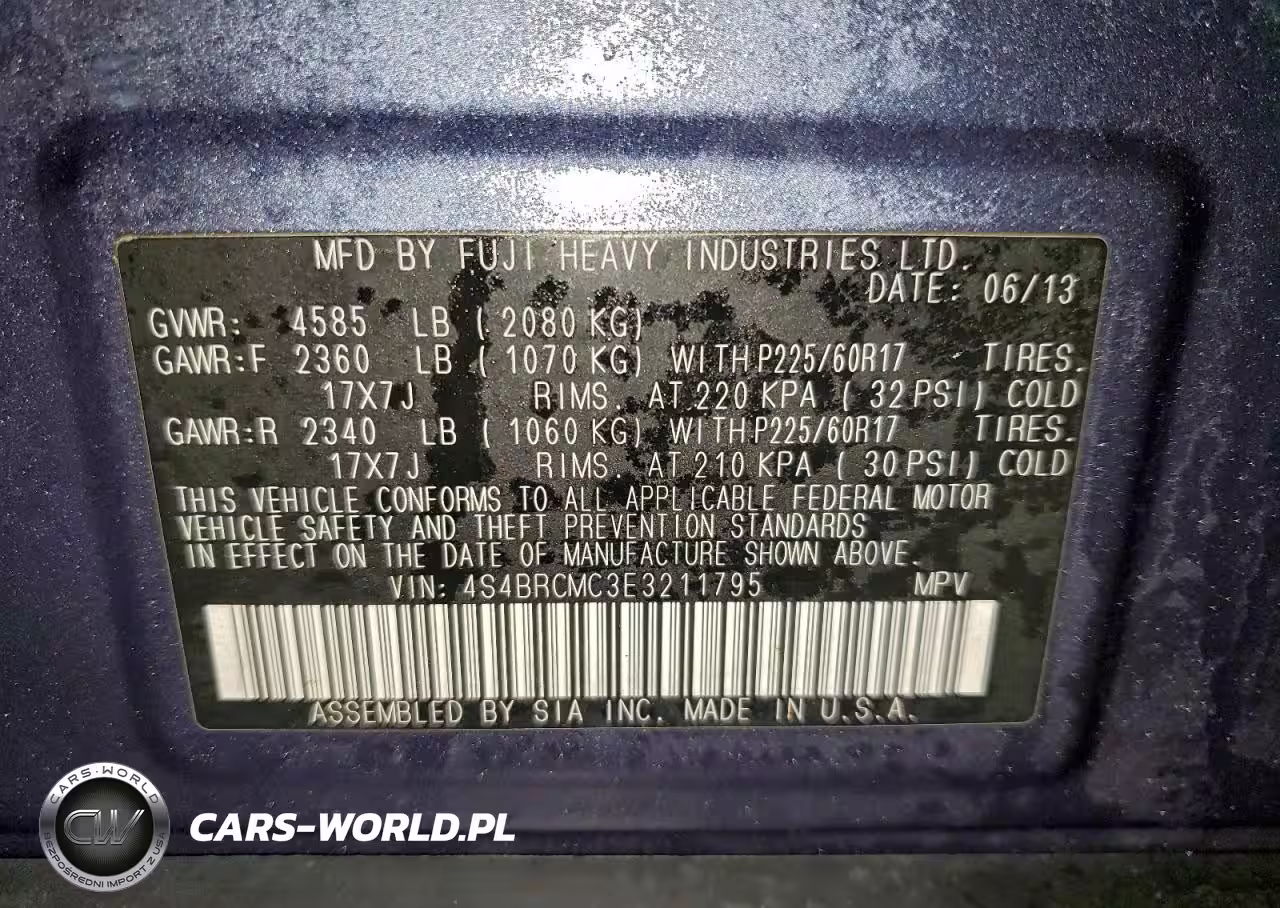 MFD BY FUJI HEAVY INDUSTRIES LTD.
DATE: 06/13
GVWR: 4585 LB ( 2080 KG)
GAWR:F 2360 LB ( 1070 KG) WITH P225/60R17 TIRES.
17X7J RIMS. AT 220 KPA ( 32 PSI) COLD
GAWR:R 2340 LB ( 1060 KG) WITH P225/60R17 TIRES.
17X7J RIMS AT 210 KPA ( 30 PSI) COLD
THIS VEHICLE CONFORMS TO ALL APPLICABLE FEDERAL MOTOR
VEHICLE SAFETY AND THEFT PREVENTION STANDARDS
IN EFFECT ON THE DATE OF MANUFACTURE SHOWN ABOVE.
VIN: 4S4BRCMC3E3211795 MPV
ASSEMBLED BY SIA INC. MADE IN U.S.A.
CARS-WORLD
CW
BEZPOŚREDNI IMPORT Z USA
CARS-WORLD.PL